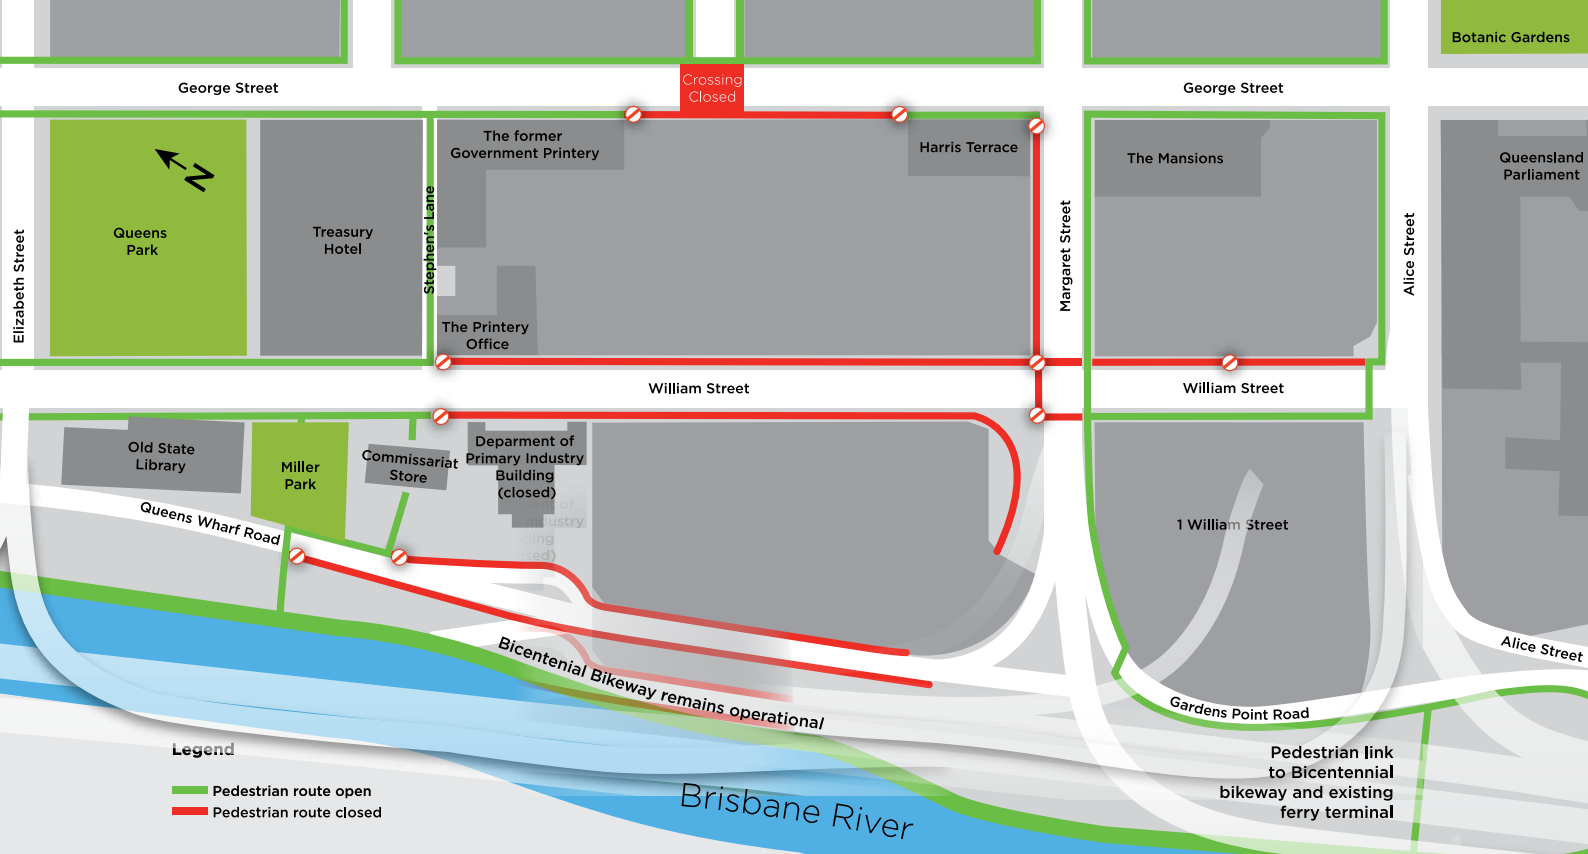 Botanic Gardens
George Street
Crossing
Closed
George Street
The former
Government Printery
Harris Terrace
The Mansions
Queensland
Parliament
N
Queens
Park
Treasury
Hotel
Stephen's Lane
Elizabeth Street
Margaret Street
Alice Street
The Printery
Office
William Street
William Street
Old State
Library
Miller
Park
Commissariat
Store
Deparment of
Primary Industry
Building
(closed)
1 William Street
Queens Wharf Road
Bicentenial Bikeway remains operational
Alice Street
Gardens Point Road
Legend
Pedestrian route open
Pedestrian route closed
Brisbane River
Pedestrian link
to Bicentennial
bikeway and existing
ferry terminal